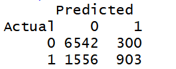 Predicted
Actual 0 1
0 6542 300
1 1556 903